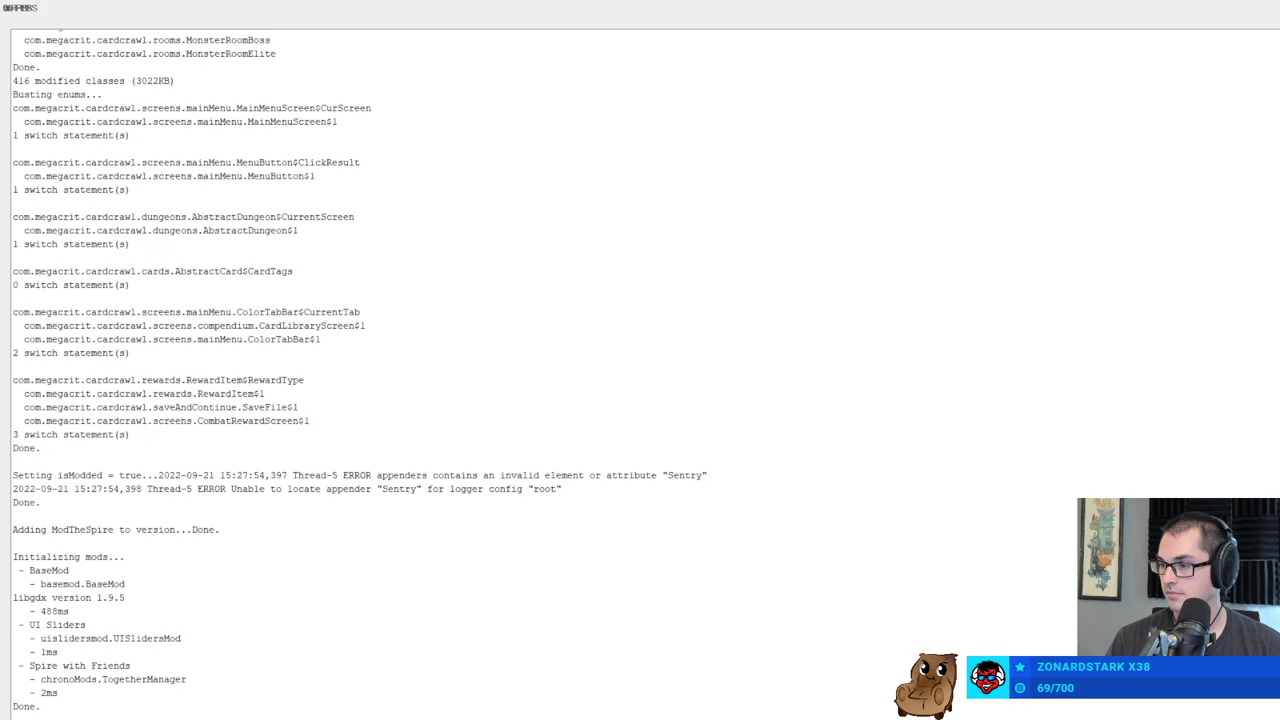 com.megacrit.cardcrawl.rooms.MonsterRoomBoss
com.megacrit.cardcrawl.rooms.MonsterRoomElite
Done.
416 modified classes (3022KB)
Busting enums...
com.megacrit.cardcrawl.screens.mainMenu.MainMenuScreen$CurScreen
com.megacrit.cardcrawl.screens.mainMenu.MainMenuScreen$1
1 switch statement(s)
com.megacrit.cardcrawl.screens.mainMenu.MenuButton$ClickResult
com.megacrit.cardcrawl.screens.mainMenu.MenuButton$1
1 switch statement(s)
com.megacrit.cardcrawl.dungeons.AbstractDungeon$CurrentScreen
com.megacrit.cardcrawl.dungeons.AbstractDungeon$1
1 switch statement(s)
com.megacrit.cardcrawl.cards.AbstractCard$CardTags
0 switch statement(s)
com.megacrit.cardcrawl.screens.mainMenu.ColorTabBar$CurrentTab
com.megacrit.cardcrawl.screens.compendium.CardLibraryScreen$1
com.megacrit.cardcrawl.screens.mainMenu.ColorTabBar$1
2 switch statement(s)
com.megacrit.cardcrawl.rewards.RewardItem$RewardType
com.megacrit.cardcrawl.rewards.RewardItem$1
com.megacrit.cardcrawl.saveAndContinue.SaveFile$1
com.megacrit.cardcrawl.screens.CombatRewardScreen$1
3 switch statement(s)
Done.
Setting isModded = true...2022-09-21 15:27:54,397 Thread-5 ERROR appenders contains an invalid element or attribute "Sentry"
2022-09-21 15:27:54,398 Thread-5 ERROR Unable to locate appender "Sentry" for logger config "root"
Done.
Adding ModTheSpire to version...Done.
Initializing mods...
- BaseMod
- basemod.BaseMod
libgdx version 1.9.5
- 488ms
- UI Sliders
- uislidersmod.UISlidersMod
- 1ms
- Spire with Friends
- chronoMods.TogetherManager
- 2ms
Done.
ZONARDSTARK X38
69/700